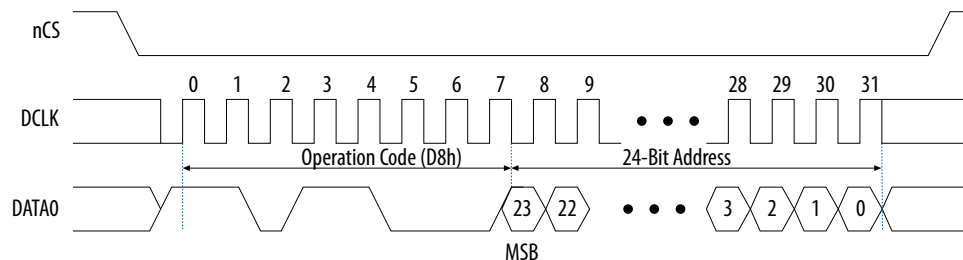 nCS
0 1 2 3 4 5 6 7 8 9 28 29 30 31
DCLK
Operation Code (D8h) 24-Bit Address
DATA0 23 22 3 2 1 0
MSB